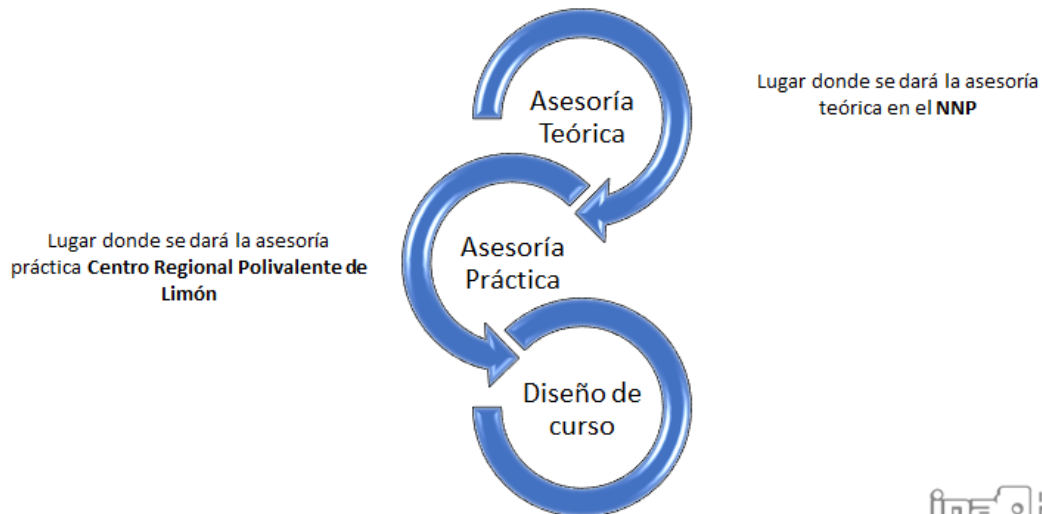 Asesoría
Teórica
Lugar donde se dará la asesoría
teórica en el NNP
Lugar donde se dará la asesoría
práctica Centro Regional Polivalente de
Limón
Asesoría
Práctica
Diseño de
curso